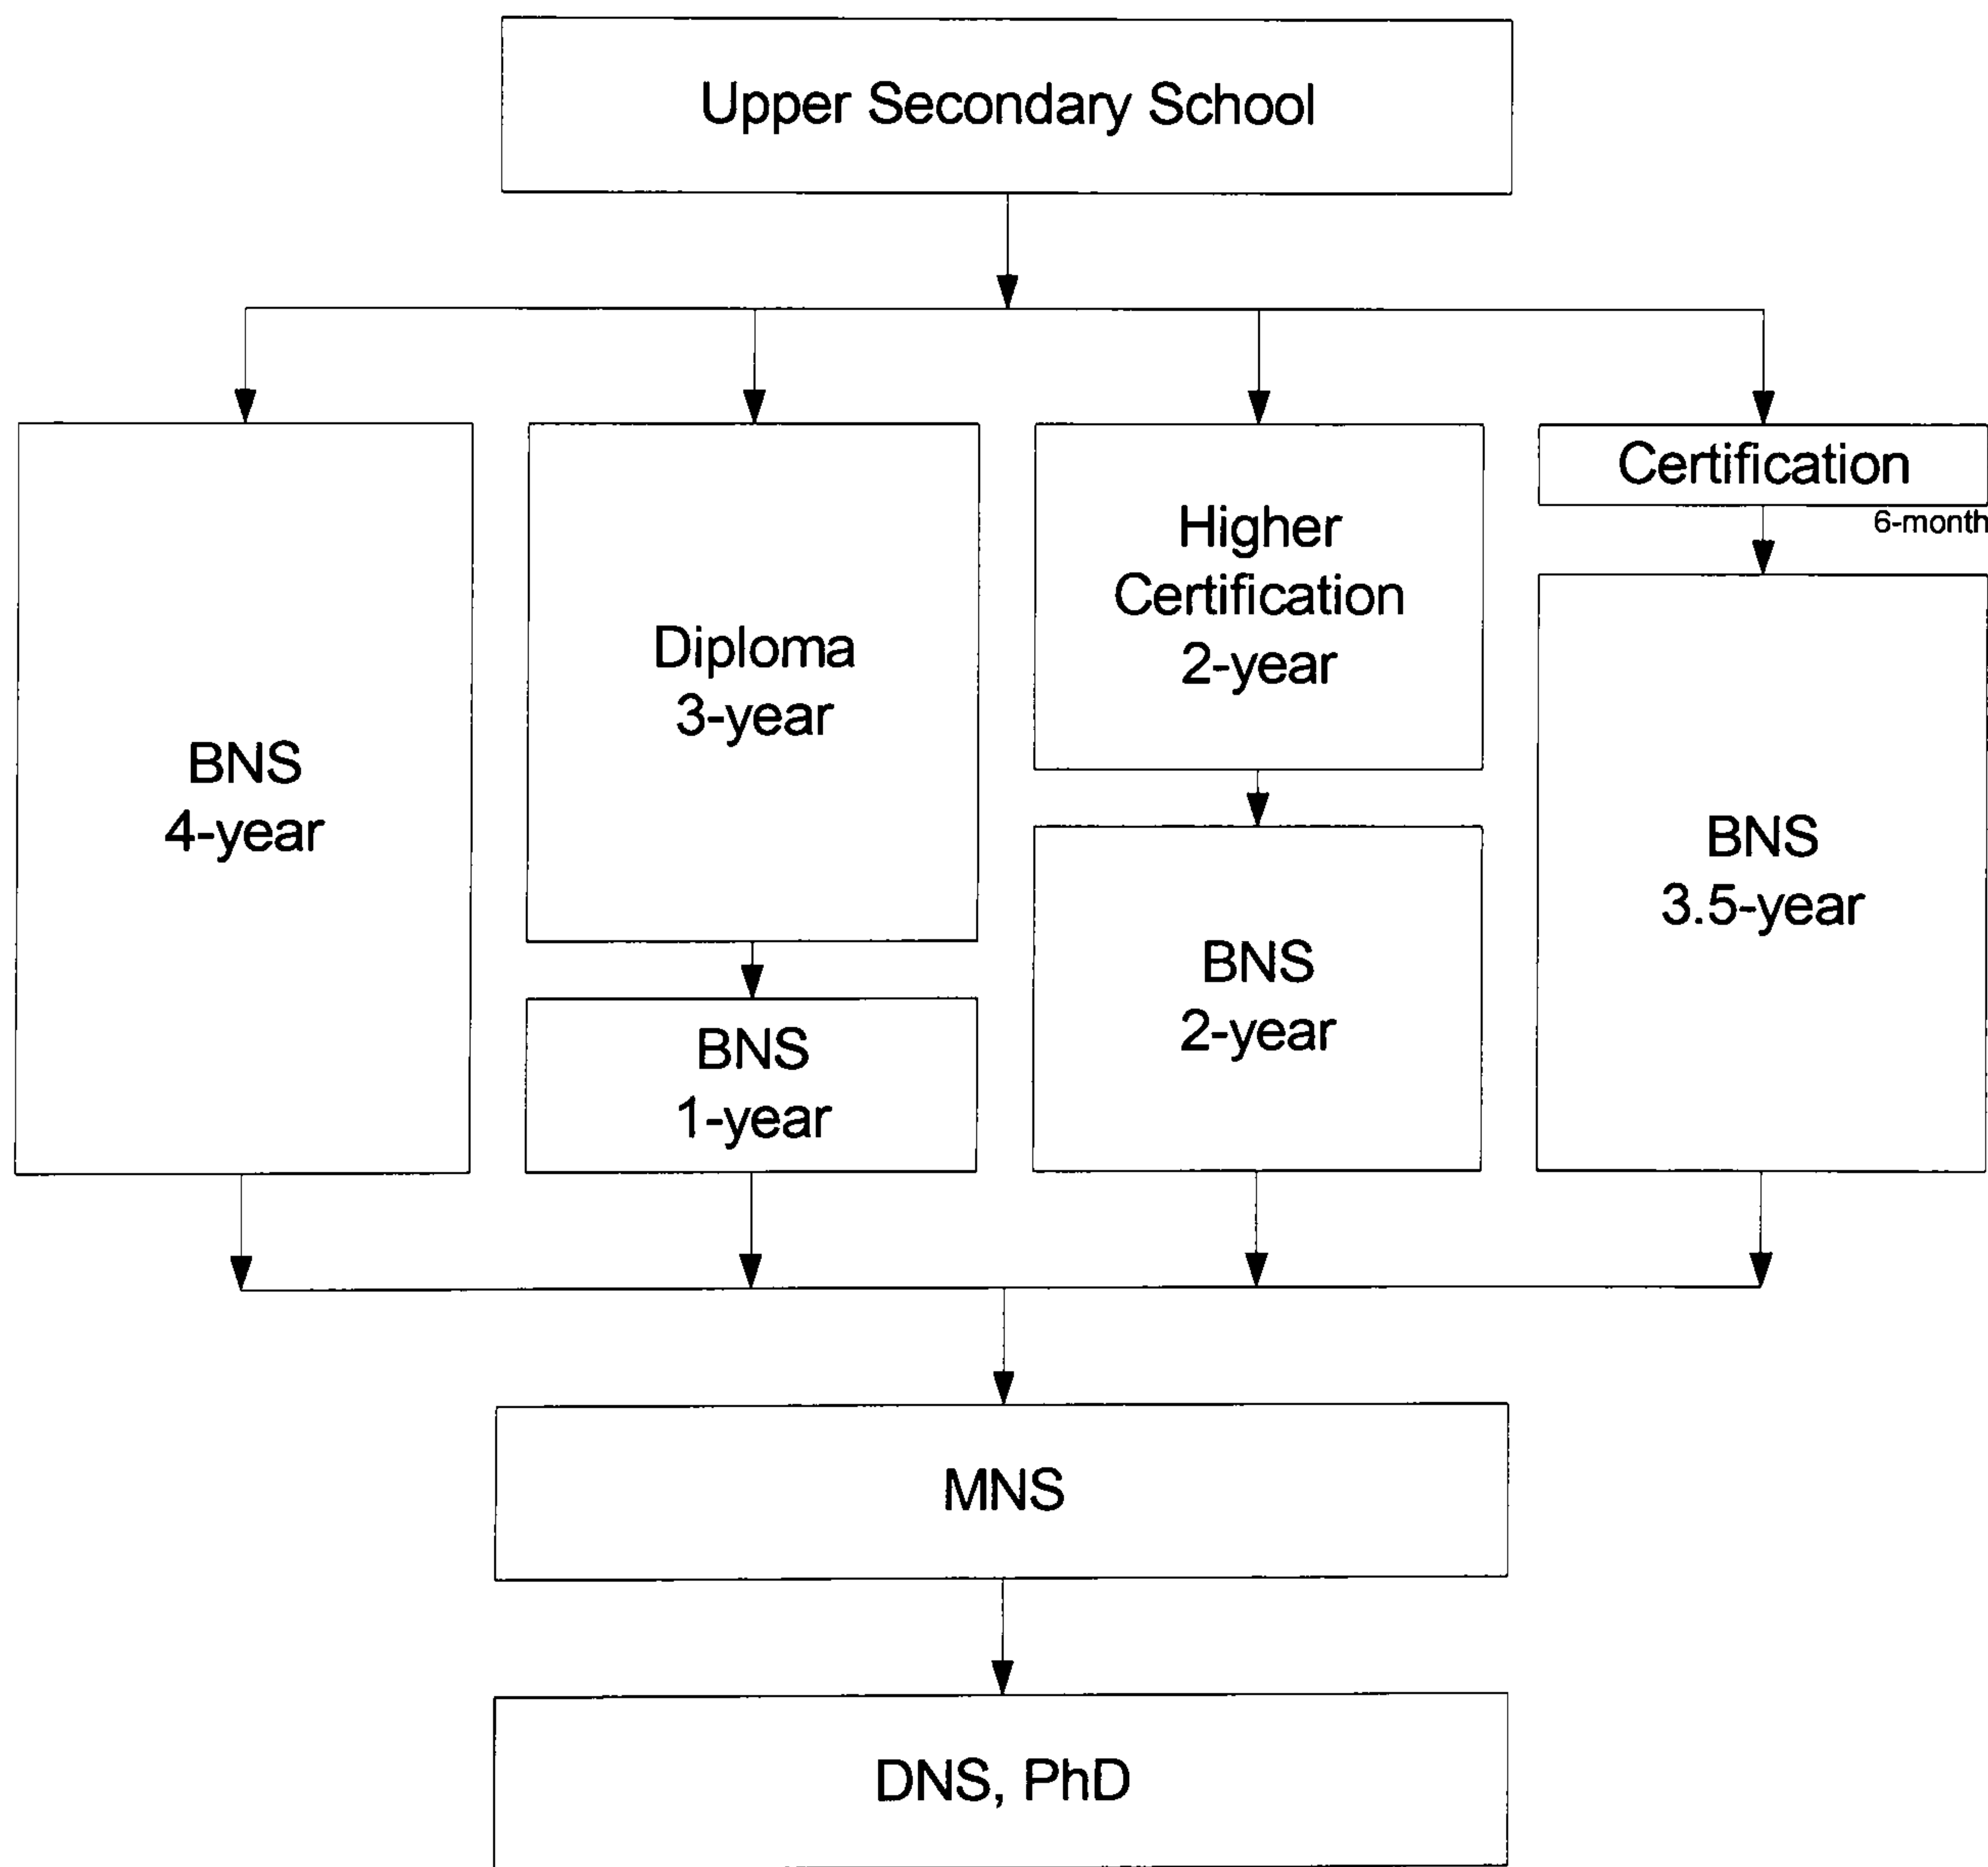 Upper Secondary School
BNS
4-year
Diploma
3-year
BNS
1-year
Higher
Certification
2-year
BNS
2-year
Certification
6-month
BNS
3.5-year
MNS
DNS, PhD